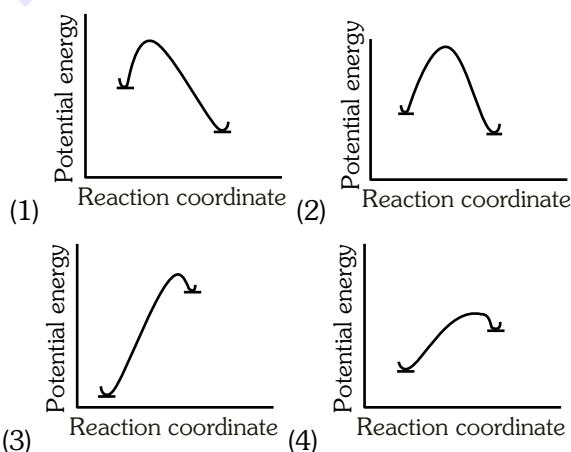 (1) Potential energy
Reaction coordinate
(2) Potential energy
Reaction coordinate
(3) Potential energy
Reaction coordinate
(4) Potential energy
Reaction coordinate